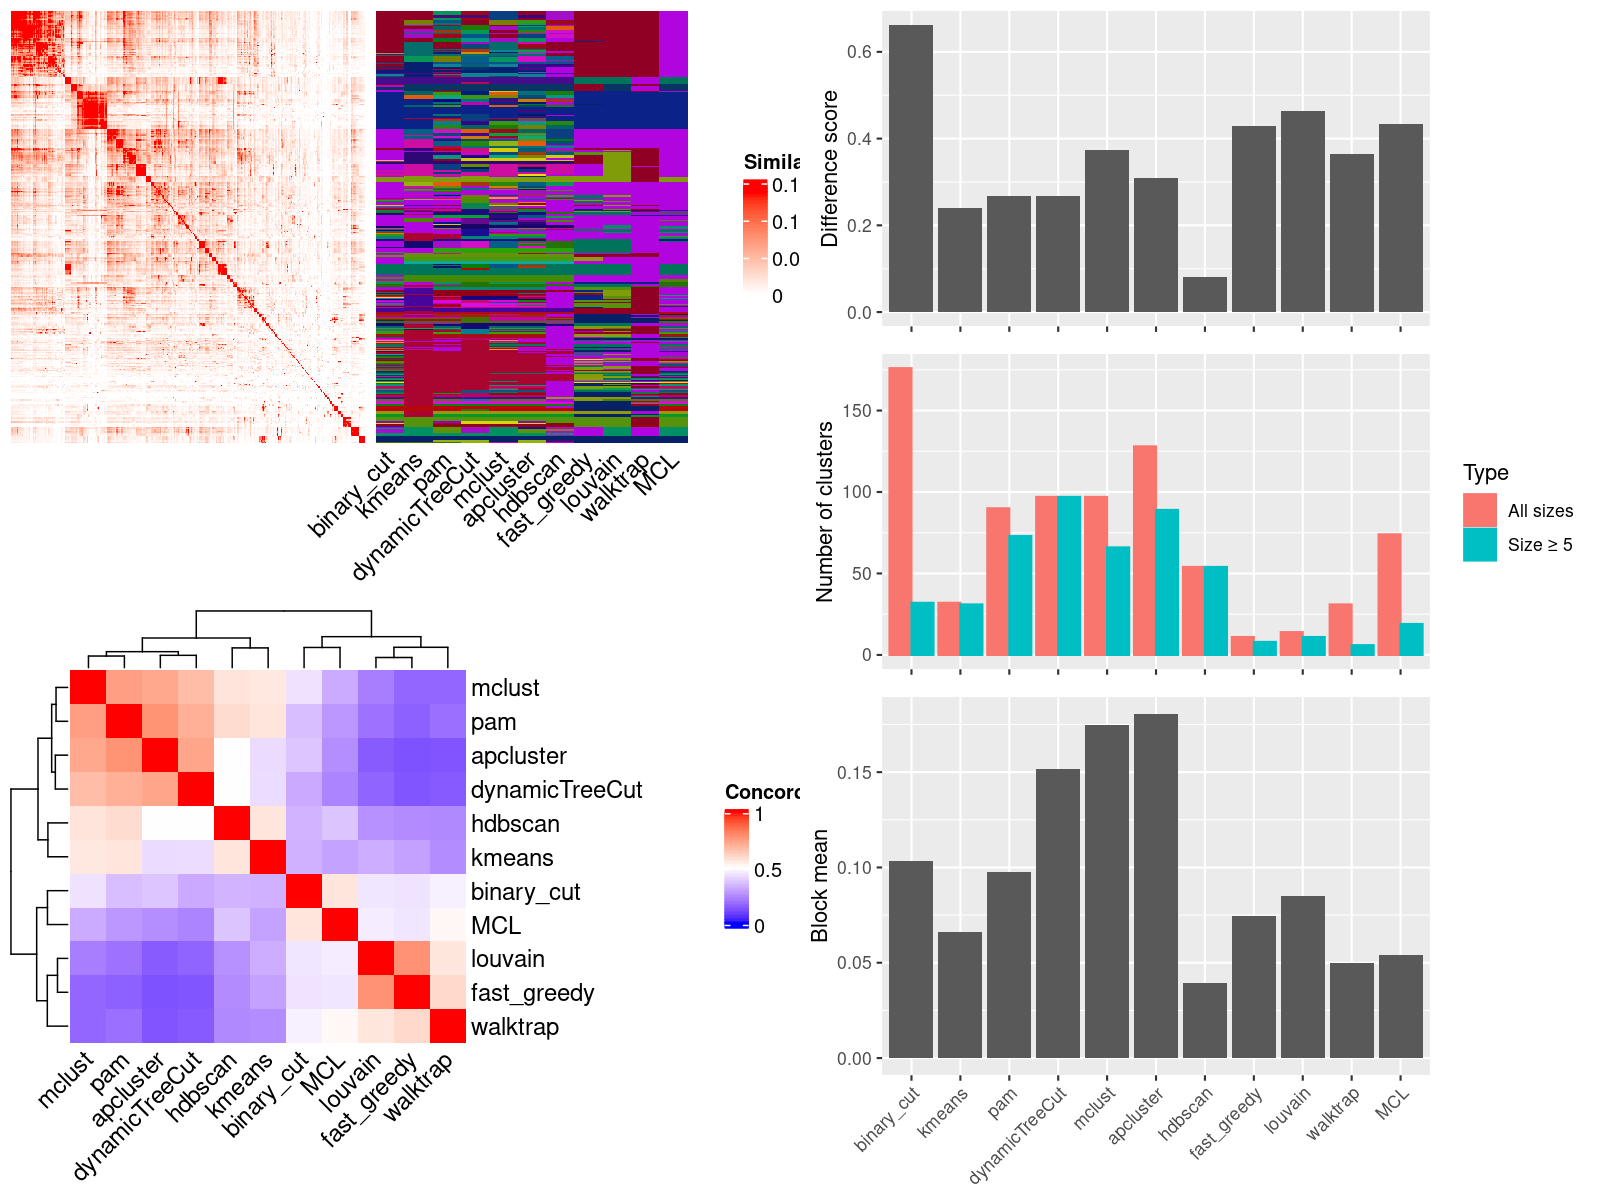 Simila
0.1
0.1
0.0
0
binary_cut
kmeans
pam
dynamicTreeCut
mclust
apcluster
hdbscan
fast_greedy
louvain
walktrap
MCL
mclust
pam
apcluster
dynamicTreeCut
hdbscan
kmeans
binary_cut
MCL
louvain
fast_greedy
walktrap
mclust
pam
apcluster
dynamicTreeCut
hdbscan
kmeans
binary_cut
MCL
louvain
fast_greedy
walktrap
Concord
1
0.5
0
Difference score
0.6
0.4
0.2
0.0
Number of clusters
150
100
50
0
Type
All sizes
Size ≥ 5
Block mean
0.15
0.10
0.05
0.00
binary_cut
kmeans
pam
dynamicTreeCut
mclust
apcluster
hdbscan
fast_greedy
louvain
walktrap
MCL